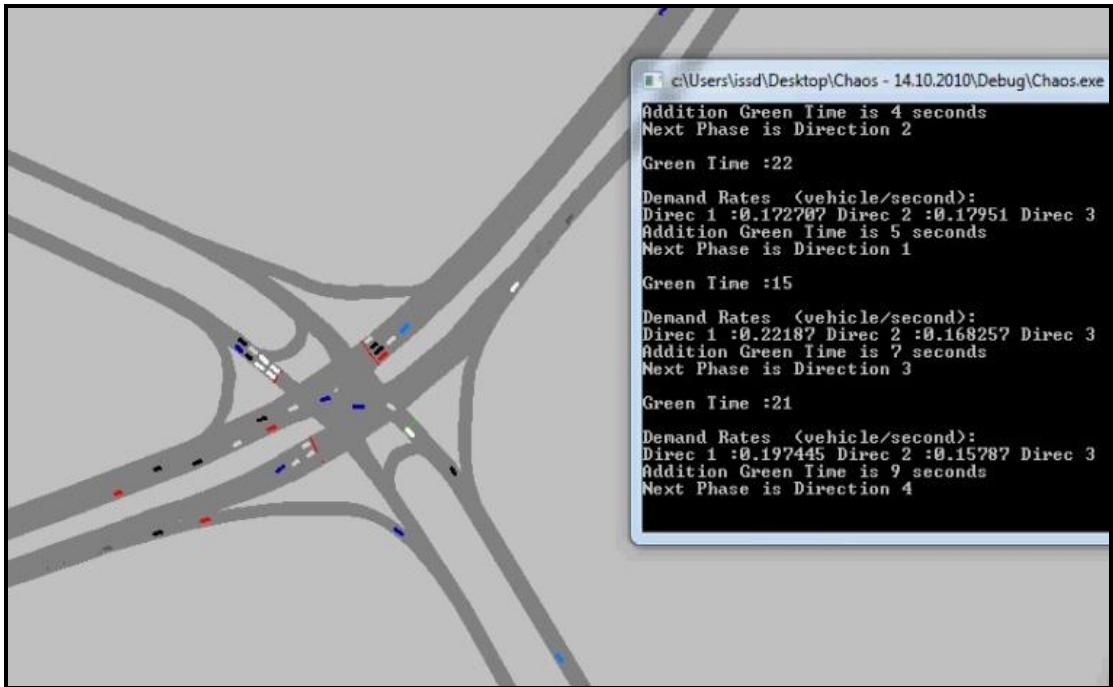 c:\Users\issd\Desktop\Chaos - 14.10.2010\Debug\Chaos.exe
Addition Green Time is 4 seconds
Next Phase is Direction 2
Green Time :22
Demand Rates (vehicle/second):
Direc 1 :0.172707 Direc 2 :0.17951 Direc 3
Addition Green Time is 5 seconds
Next Phase is Direction 1
Green Time :15
Demand Rates (vehicle/second):
Direc 1 :0.22187 Direc 2 :0.168257 Direc 3
Addition Green Time is 7 seconds
Next Phase is Direction 3
Green Time :21
Demand Rates (vehicle/second):
Direc 1 :0.197445 Direc 2 :0.15787 Direc 3
Addition Green Time is 9 seconds
Next Phase is Direction 4